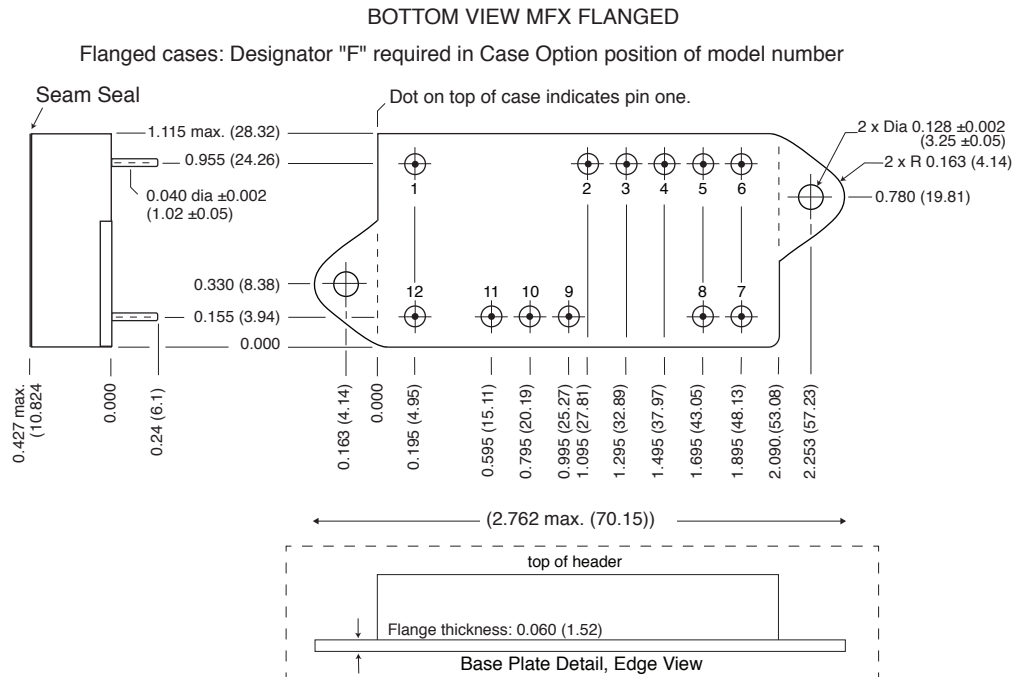 BOTTOM VIEW MFX FLANGED
Flanged cases: Designator "F" required in Case Option position of model number
Seam Seal
Dot on top of case indicates pin one.
1.115 max. (28.32)
0.955 (24.26)
0.040 dia ±0.002
(1.02 ±0.05)
2 x Dia 0.128 ±0.002
(3.25 ±0.05)
2 x R 0.163 (4.14)
0.780 (19.81)
1 2 3 4 5 6
0.330 (8.38)
12 11 10 9 8 7
0.155 (3.94)
0.000
0.427 max.
(10.824
0.000
0.24 (6.1)
0.163 (4.14)
0.000
0.195 (4.95)
0.595 (15.11)
0.795 (20.19)
0.995 (25.27)
1.095 (27.81)
1.295 (32.89)
1.495 (37.97)
1.695 (43.05)
1.895 (48.13)
2.090.(53.08)
2.253 (57.23)
(2.762 max. (70.15))
top of header
Flange thickness: 0.060 (1.52)
Base Plate Detail, Edge View